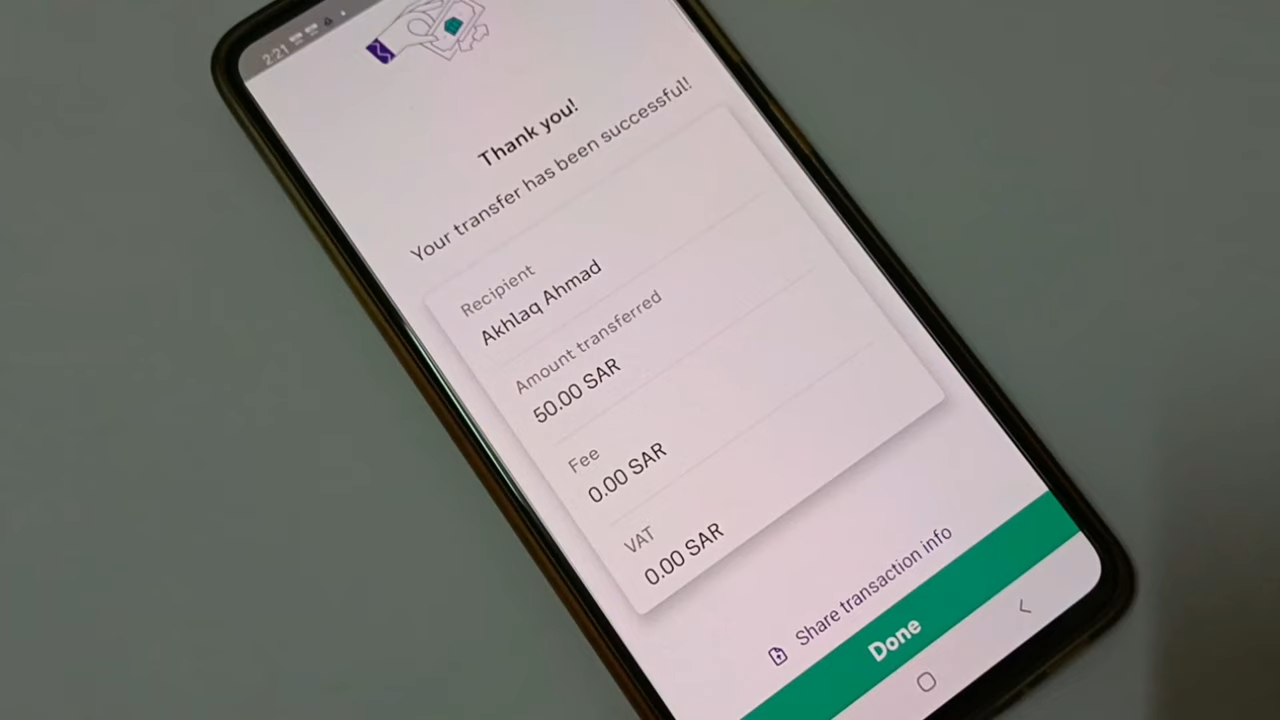 2:21
Thank you!
Your transfer has been successful!
Recipient
Akhlaq Ahmad
Amount transferred
50.00 SAR
Fee
0.00 SAR
VAT
0.00 SAR
Share transaction info
Done